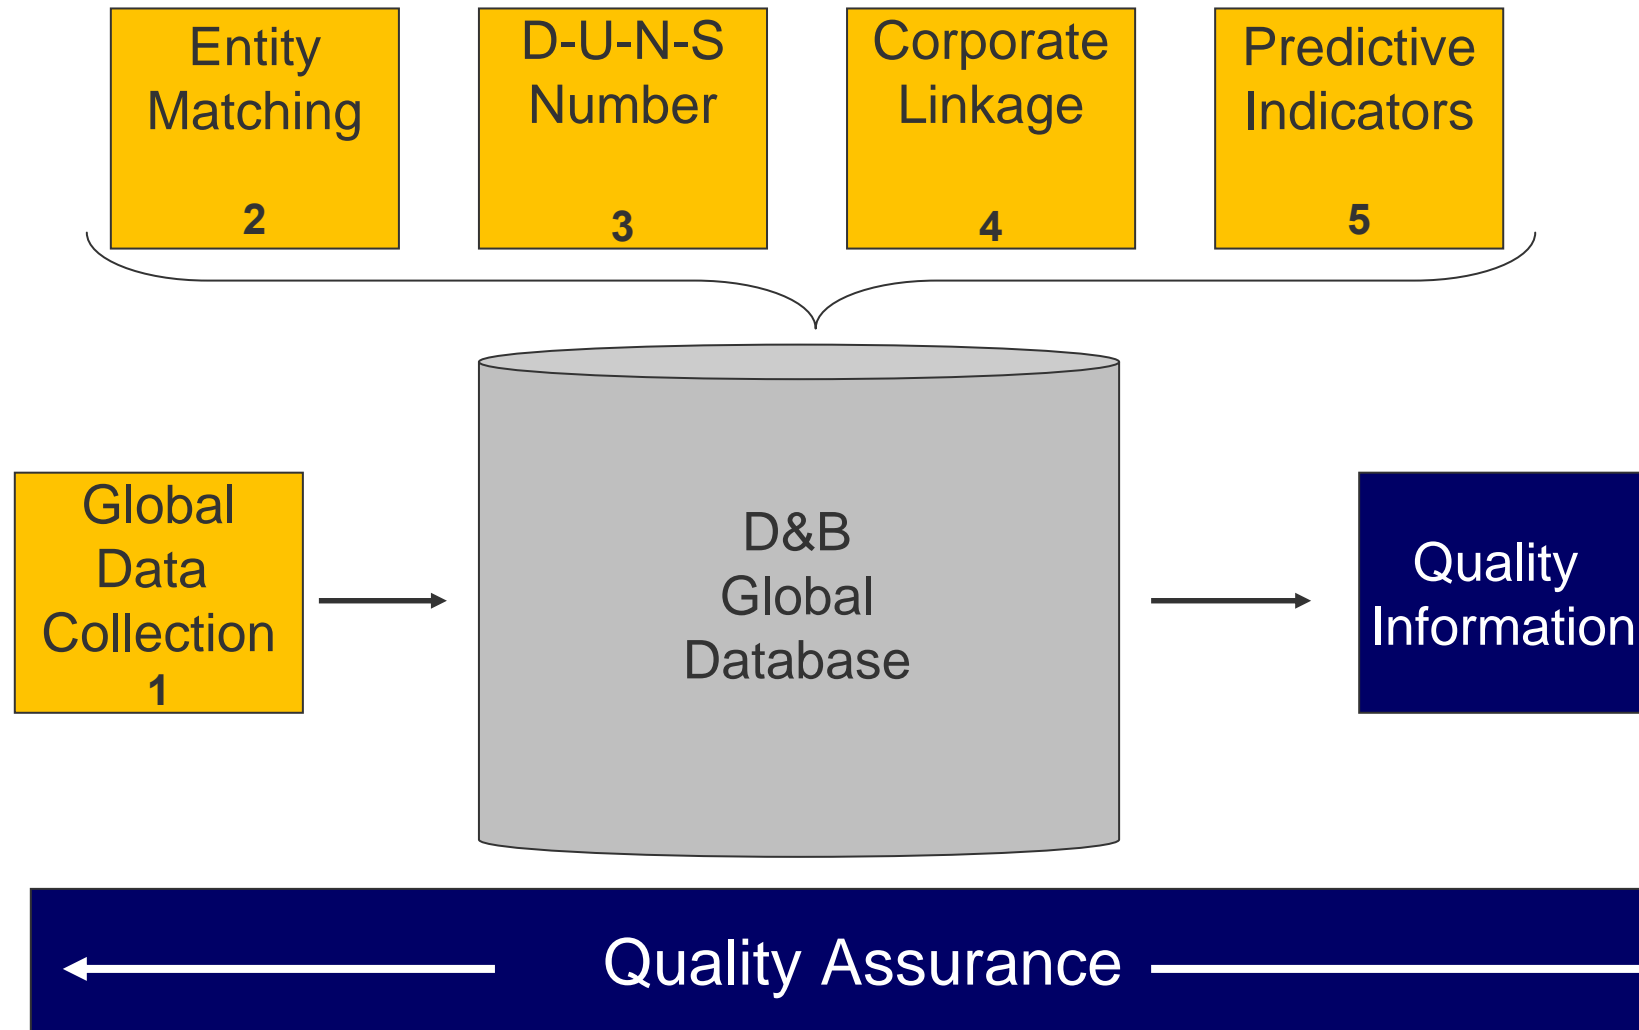 Entity
Matching
2
D-U-N-S
Number
3
Corporate
Linkage
4
Predictive
Indicators
5
Global
Data
Collection
1
D&B
Global
Database
Quality
Information
Quality Assurance